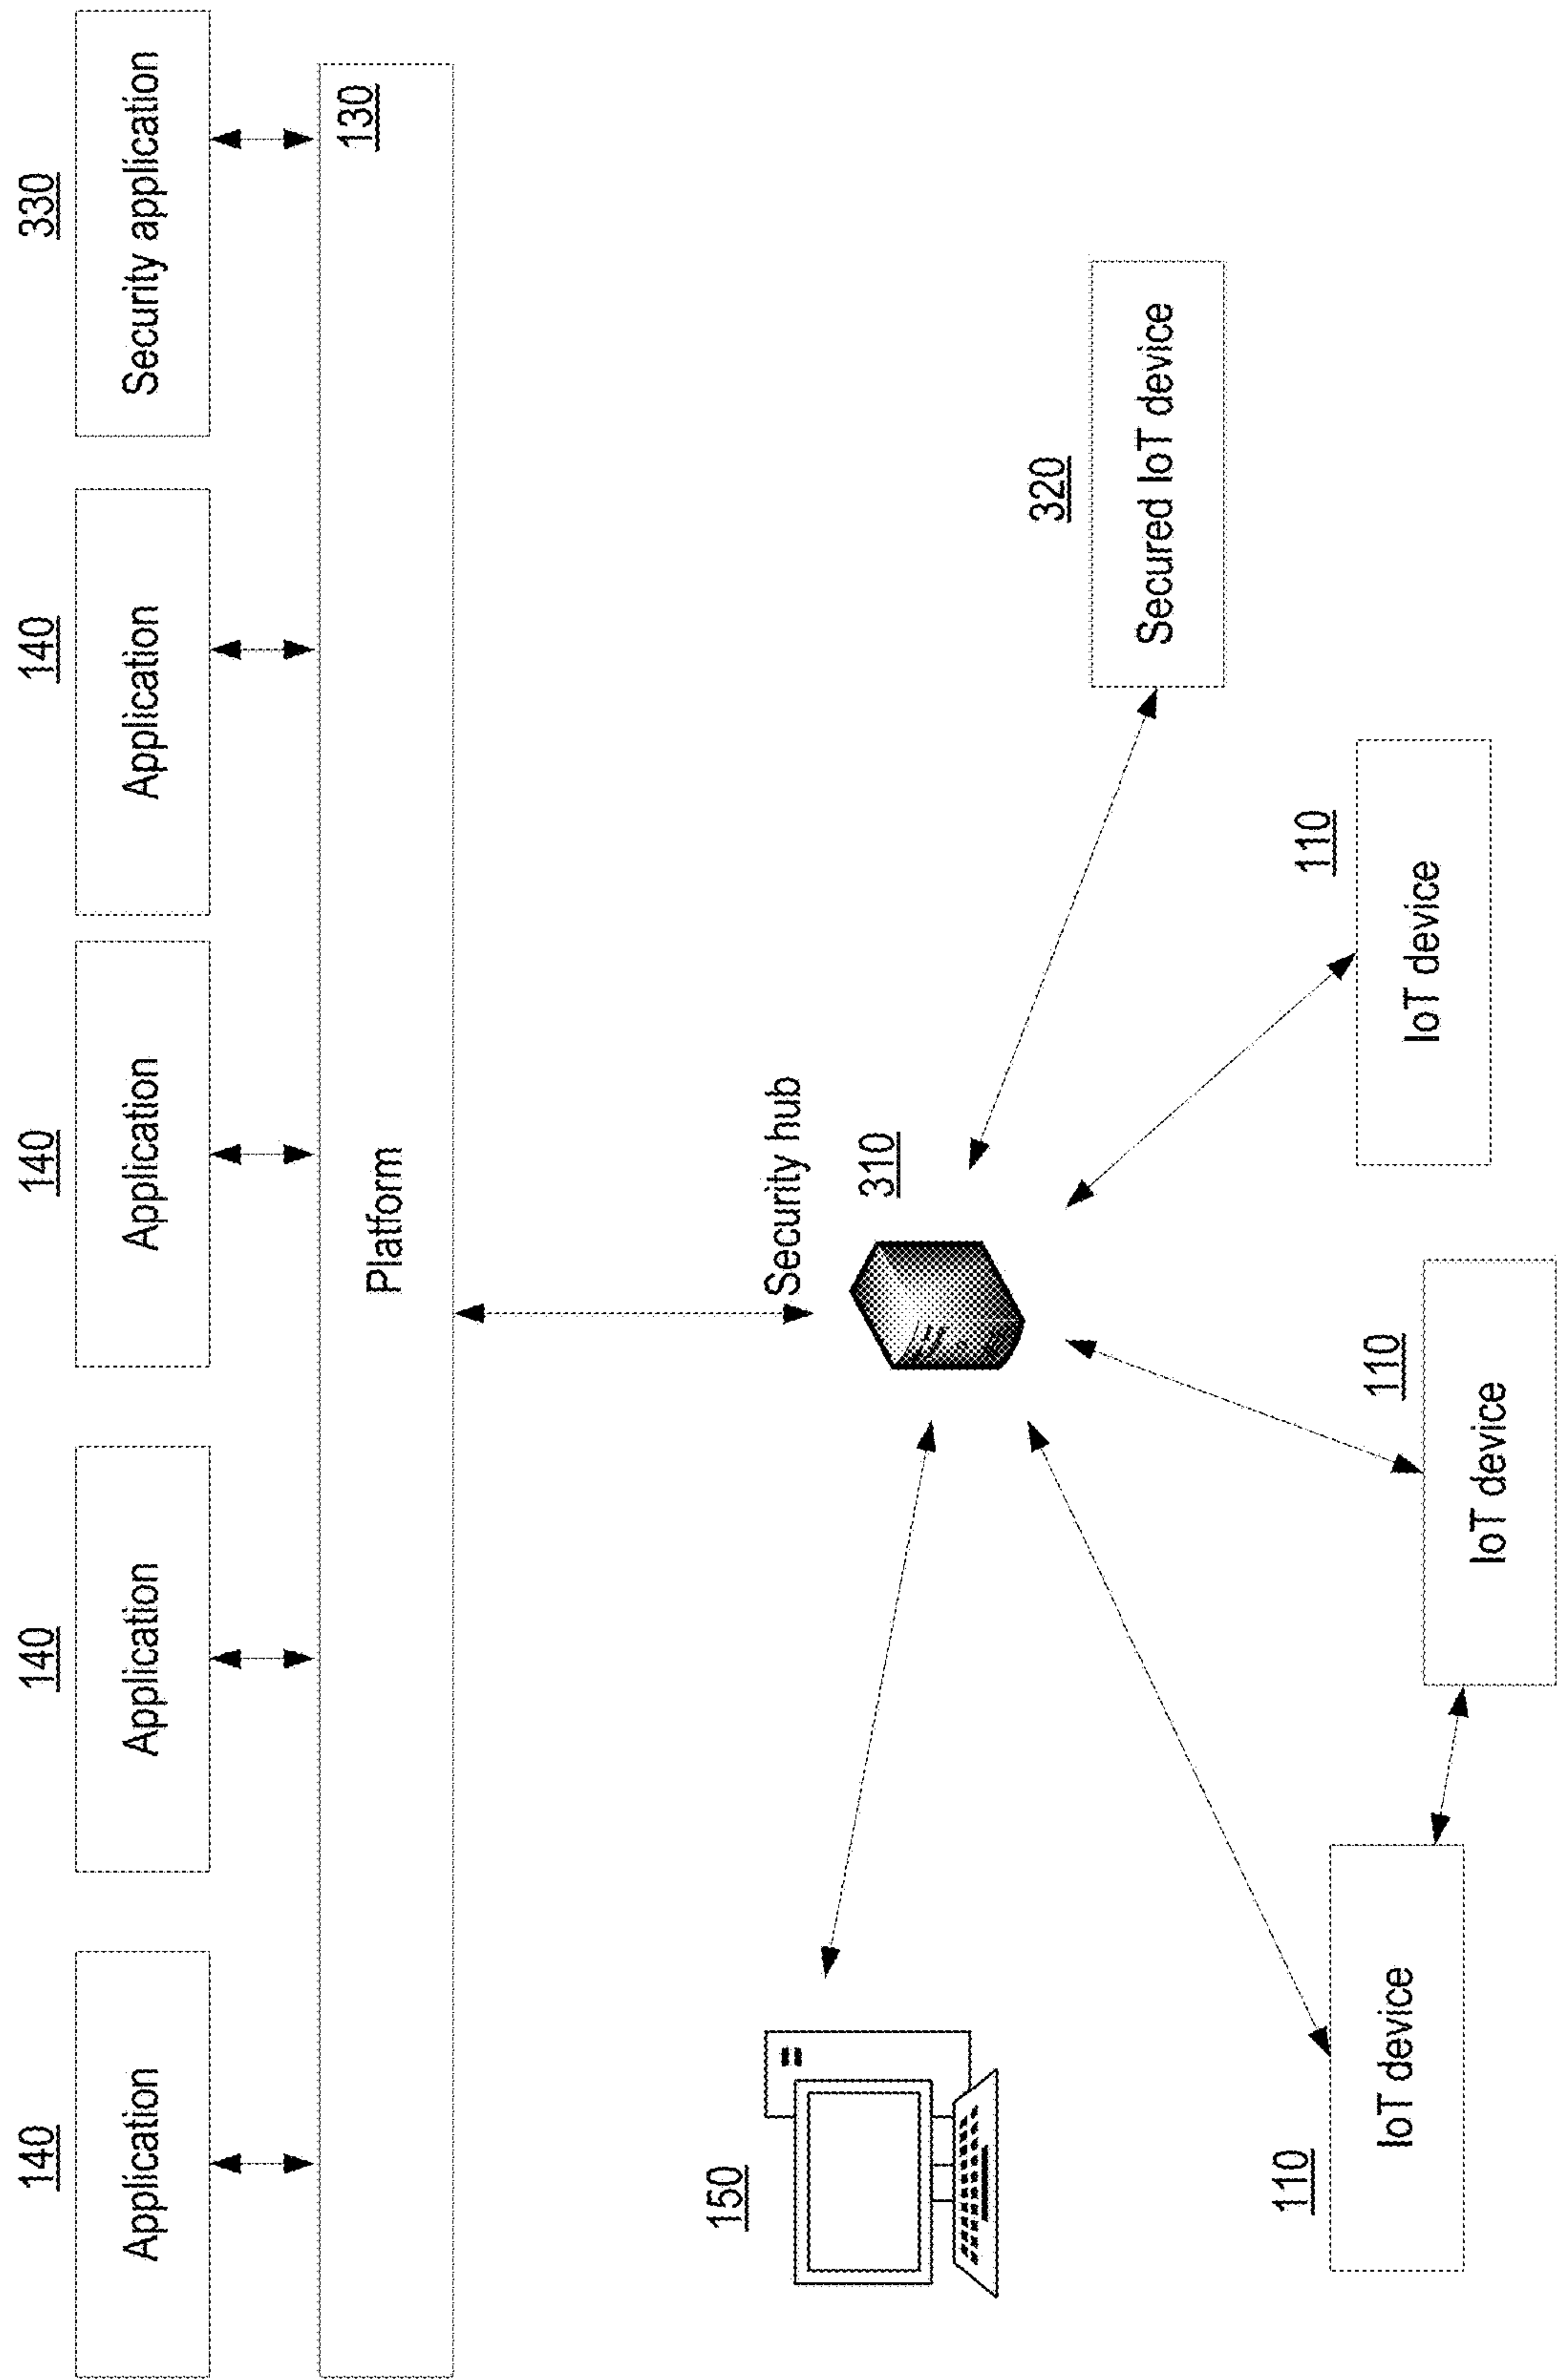 140
140
140
140
330
Application
Application
Application
Application
Security application
130
Platform
Security hub
310
150
320
Secured IoT device
110
IoT device
110
IoT device
110
IoT device